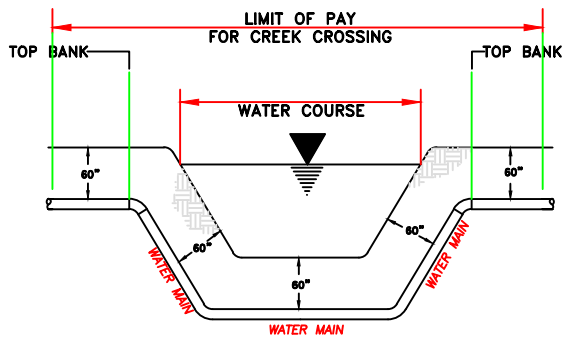 LIMIT OF PAY
FOR CREEK CROSSING
TOP BANK
TOP BANK
WATER COURSE
60"
60"
60"
60"
60"
WATER MAIN
WATER MAIN
WATER MAIN